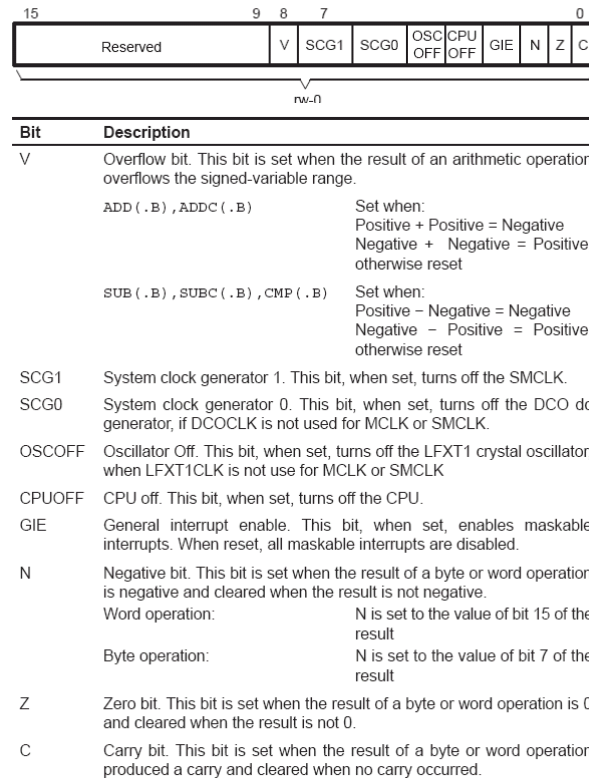 15 9 8 7 0
Reserved V SCG1 SCG0 OSC OFF CPU OFF GIE N Z C
rw-0
Bit Description
V Overflow bit. This bit is set when the result of an arithmetic operation
overflows the signed-variable range.
ADD(.B),ADDC(.B) Set when:
Positive + Positive = Negative
Negative + Negative = Positive
otherwise reset
SUB(.B),SUBC(.B),CMP(.B) Set when:
Positive − Negative = Negative
Negative − Positive = Positive
otherwise reset
SCG1 System clock generator 1. This bit, when set, turns off the SMCLK.
SCG0 System clock generator 0. This bit, when set, turns off the DCO dc
generator, if DCOCLK is not used for MCLK or SMCLK.
OSCOFF Oscillator Off. This bit, when set, turns off the LFXT1 crystal oscillator,
when LFXT1CLK is not use for MCLK or SMCLK
CPUOFF CPU off. This bit, when set, turns off the CPU.
GIE General interrupt enable. This bit, when set, enables maskable
interrupts. When reset, all maskable interrupts are disabled.
N Negative bit. This bit is set when the result of a byte or word operation
is negative and cleared when the result is not negative.
Word operation: N is set to the value of bit 15 of the
result
Byte operation: N is set to the value of bit 7 of the
result
Z Zero bit. This bit is set when the result of a byte or word operation is 0
and cleared when the result is not 0.
C Carry bit. This bit is set when the result of a byte or word operation
produced a carry and cleared when no carry occurred.